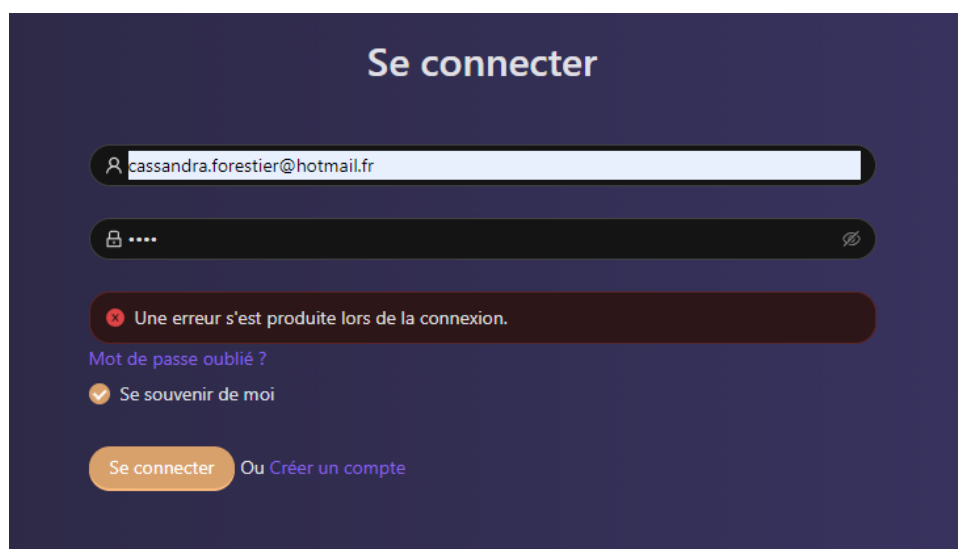 Se connecter
cassandra.forestier@hotmail.fr
••••
Une erreur s'est produite lors de la connexion.
Mot de passe oublié ?
Se souvenir de moi
Se connecter Ou Créer un compte